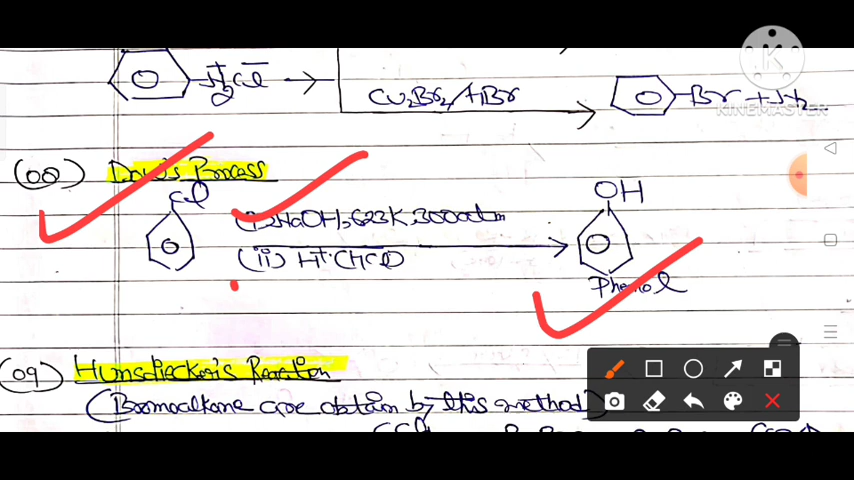 Cu2Br2/HBr
Br + N2
KINEMASTER
(08) Dow's Process
Cl
(i) NaOH, 623K, 300atm
OH
(ii) H+
Phenol
(09) Hunsdiecker's Reaction
(Bromoalkane are obtain by this method)